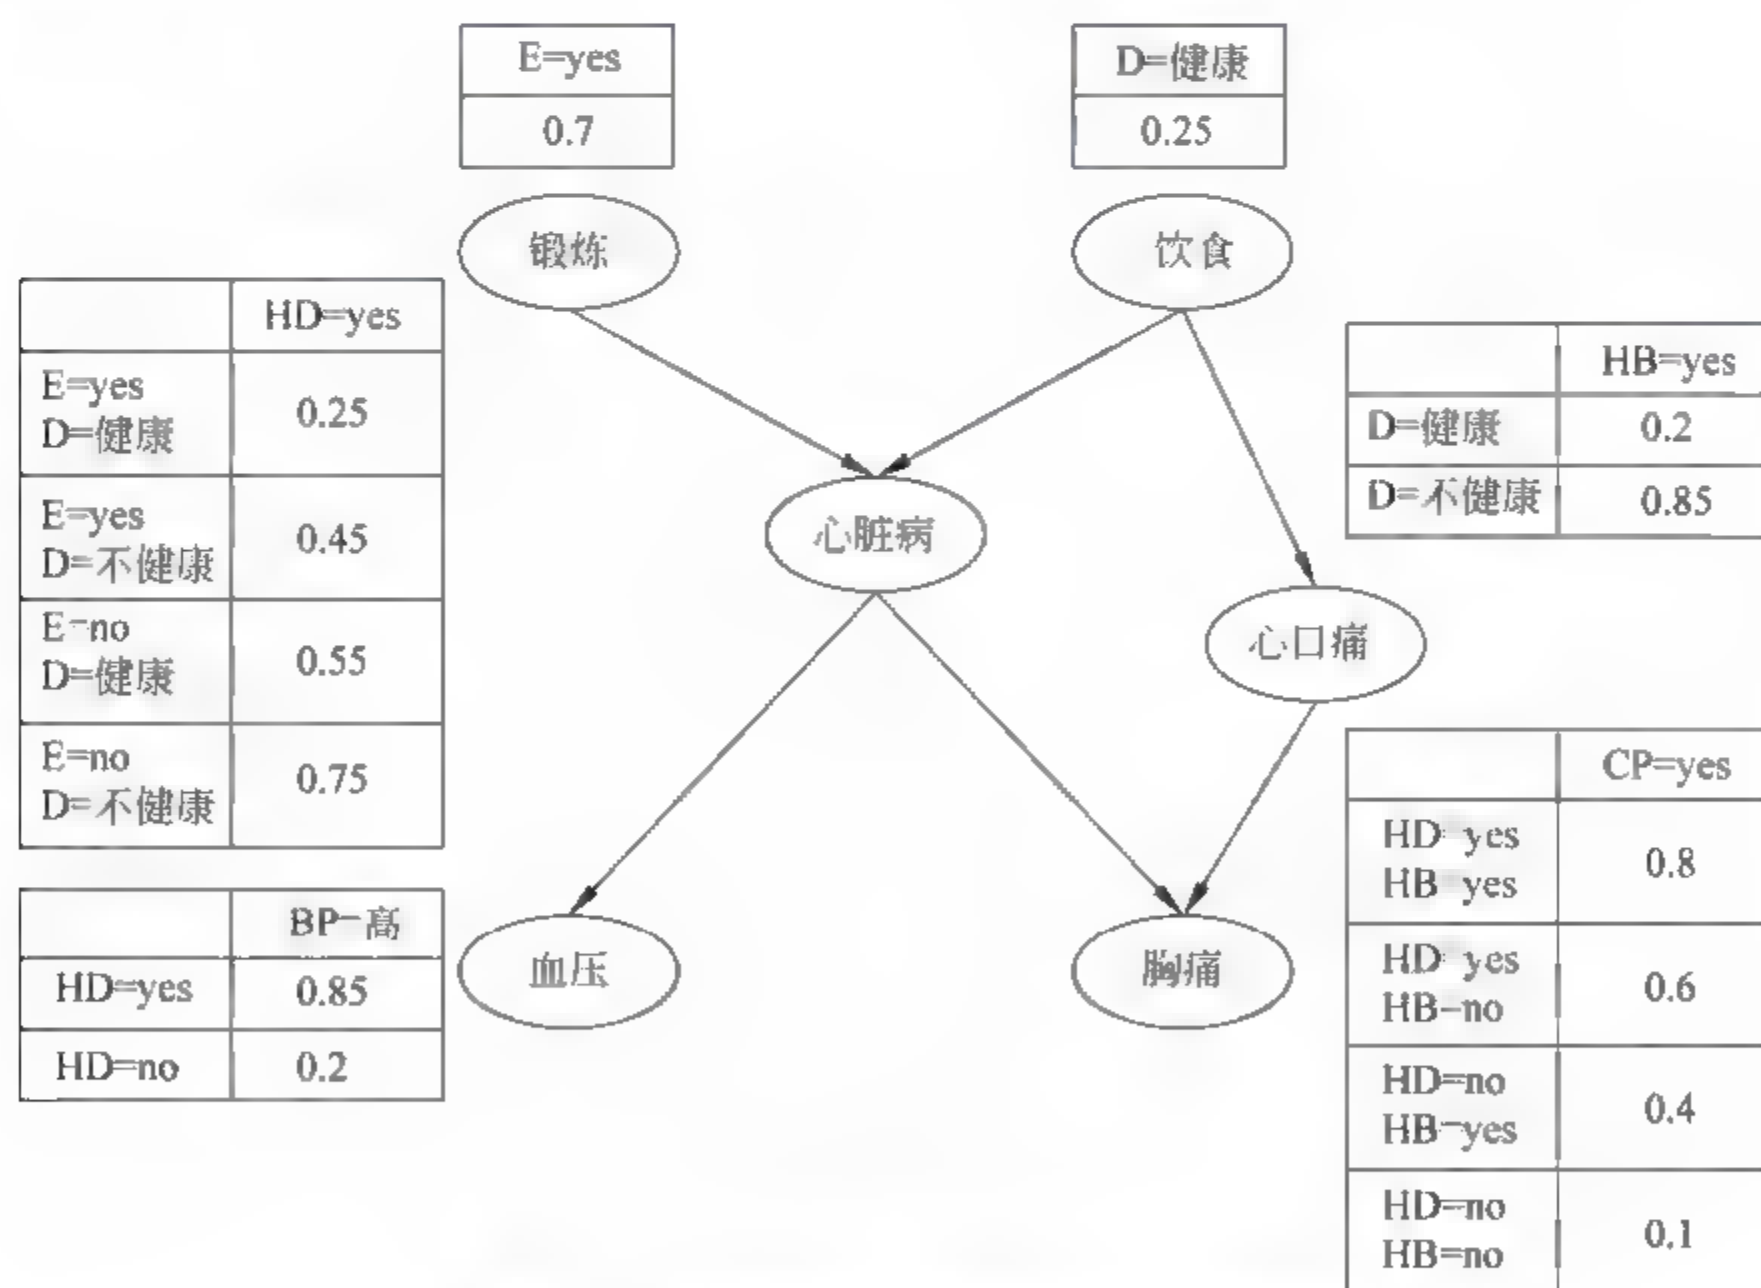 E=yes
0.7
D=健康
0.25
锻炼
饮食
HD=yes
E=yes
D=健康
0.25
E=yes
D=不健康
0.45
E=no
D=健康
0.55
E=no
D=不健康
0.75
HB=yes
D=健康
0.2
D=不健康
0.85
心脏病
心口痛
BP=高
HD=yes
0.85
HD=no
0.2
血压
胸痛
CP=yes
HD=yes
HB=yes
0.8
HD=yes
HB=no
0.6
HD=no
HB=yes
0.4
HD=no
HB=no
0.1